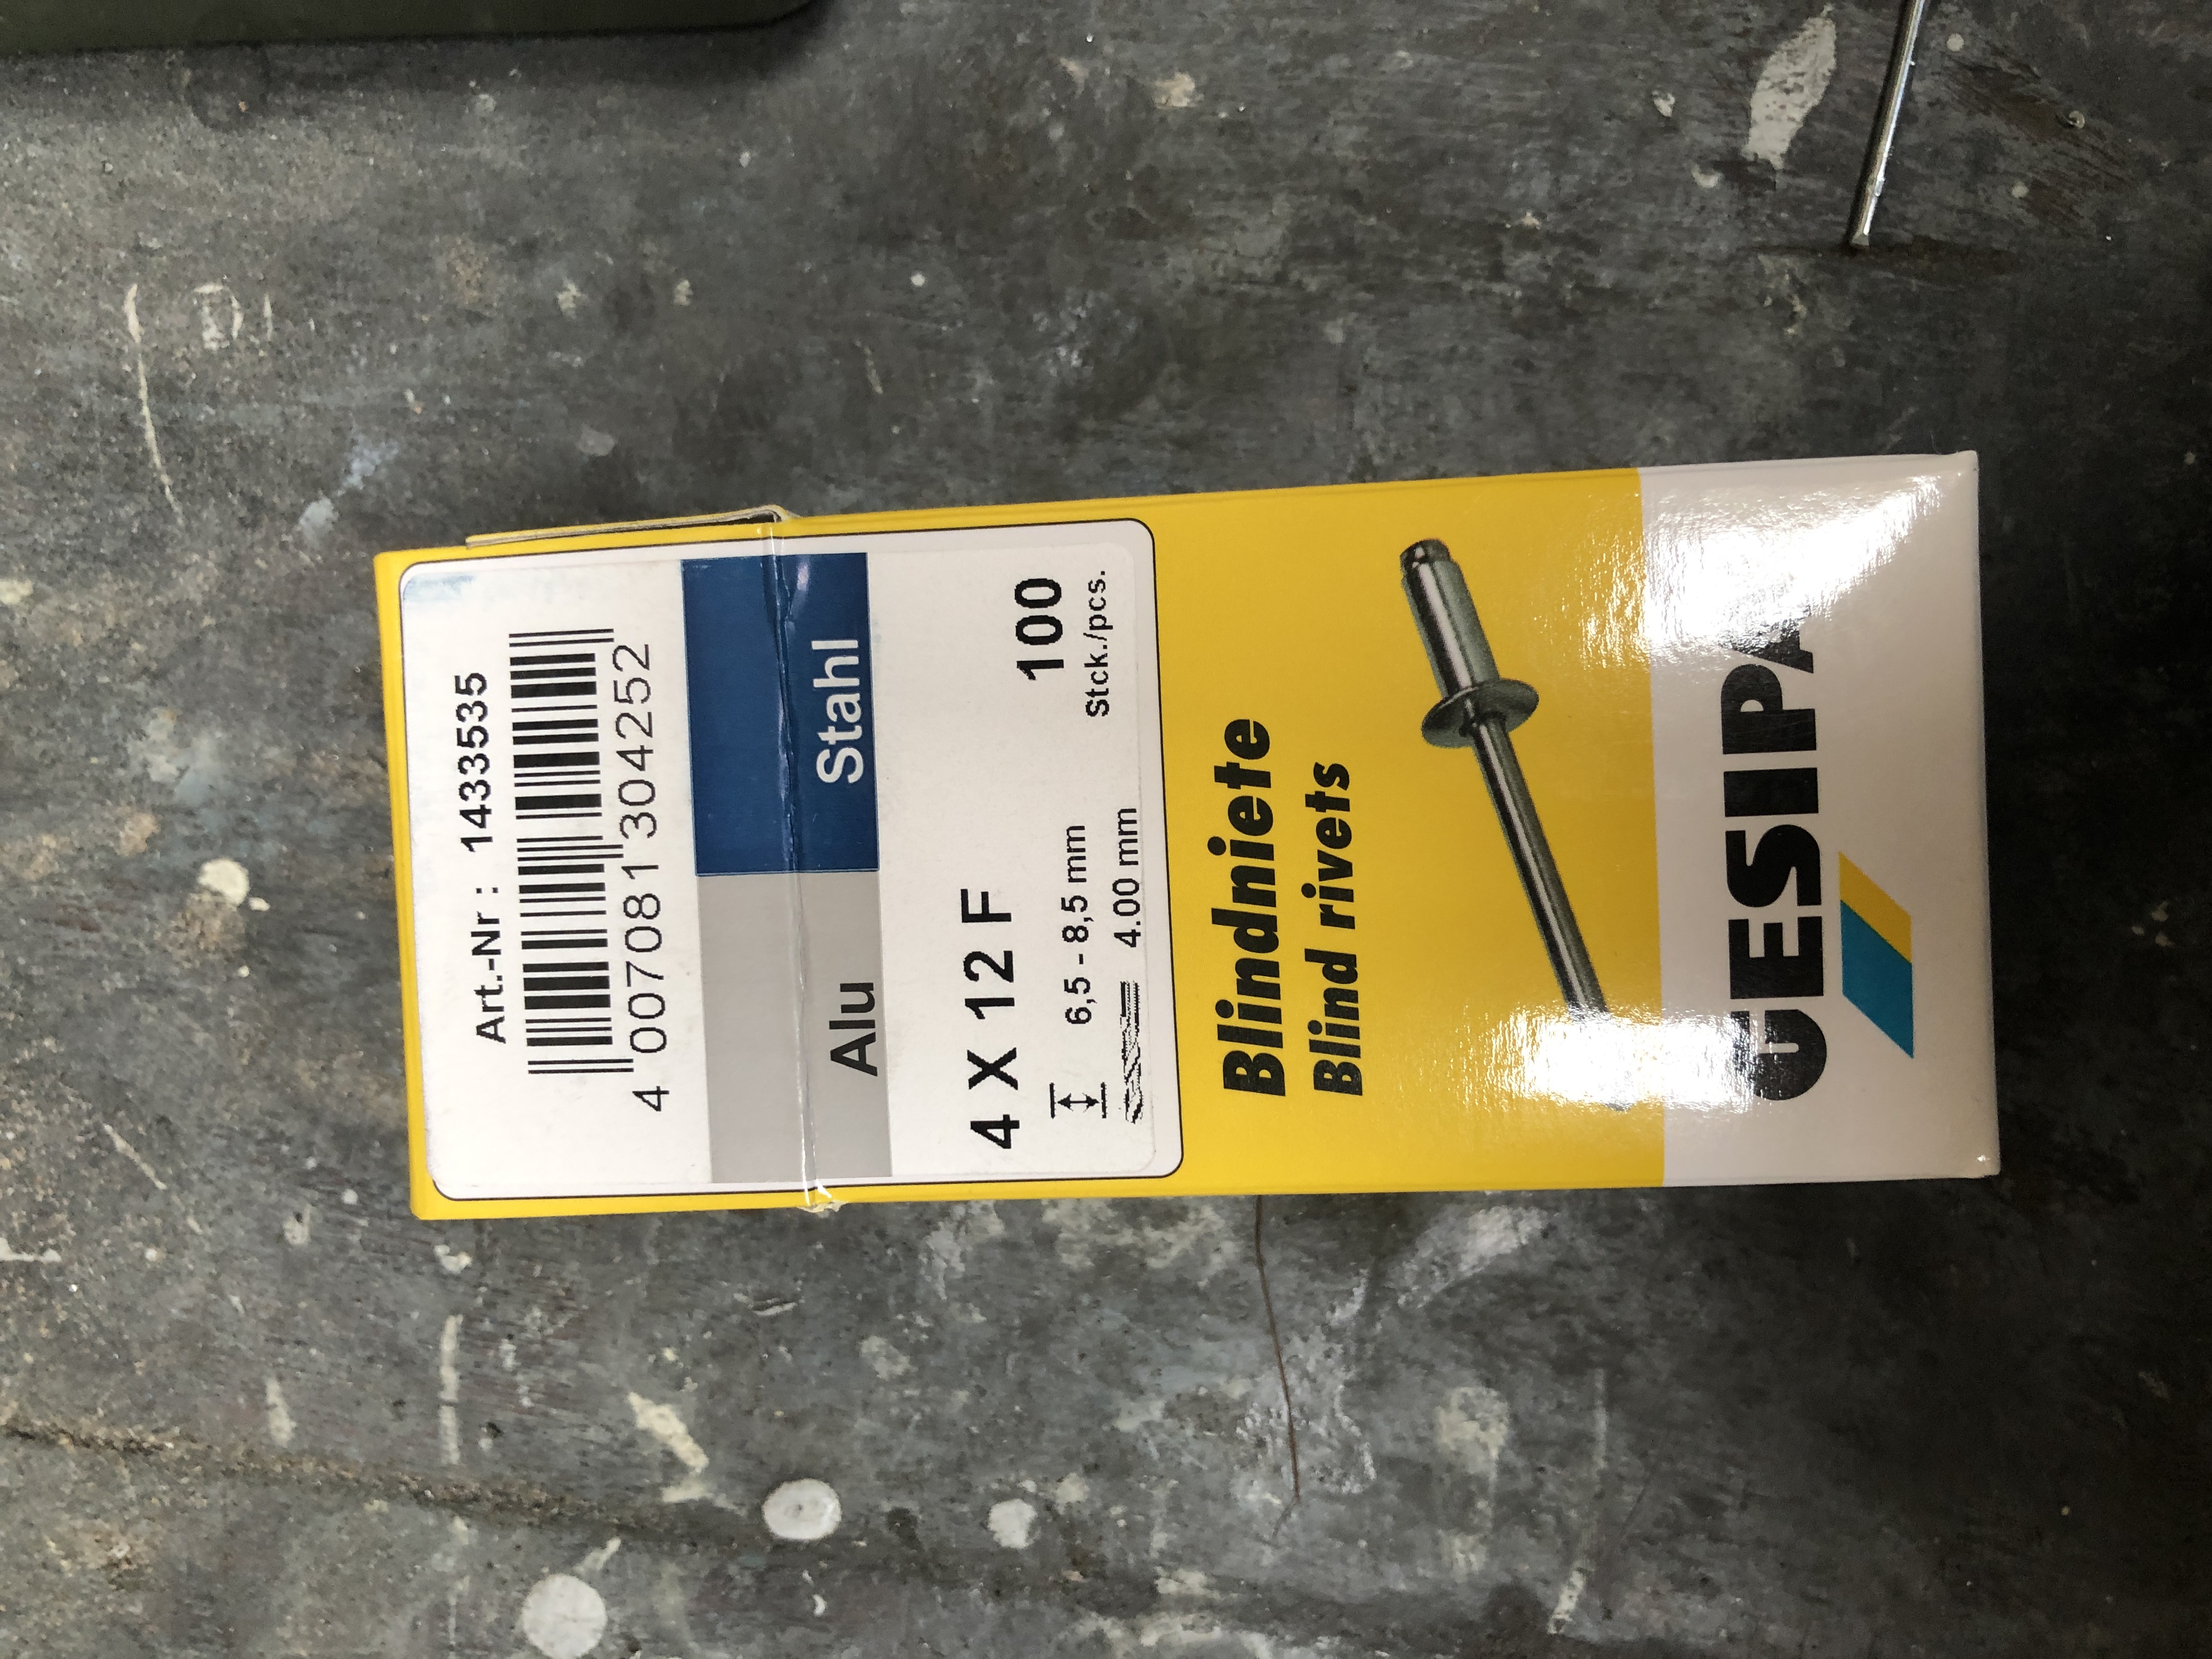 Art.-Nr : 1433535
4 007081 304252
Alu Stahl
4 X 12 F
6,5 - 8,5 mm
100
4.00 mm
Stck./pcs.
Blindniete
Blind rivets
GESIPA